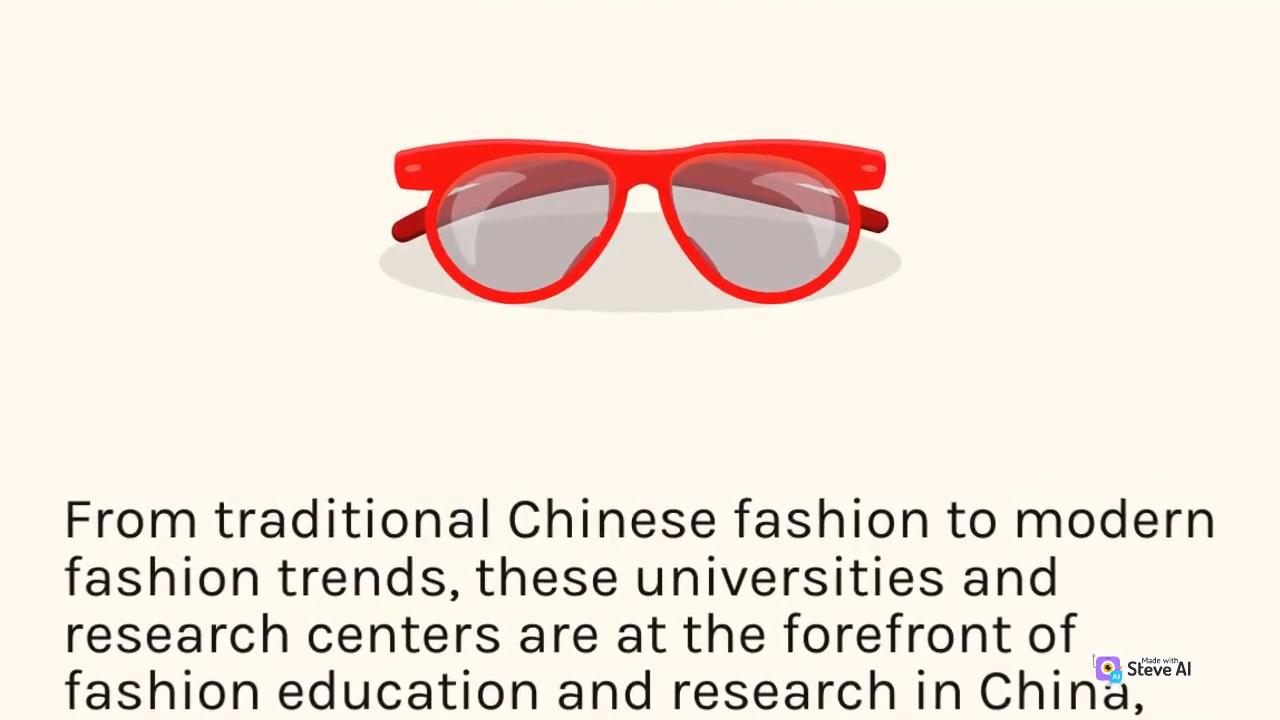 From traditional Chinese fashion to modern
fashion trends, these universities and
research centers are at the forefront of
fashion education and research in China,
Made with
Steve AI
AI